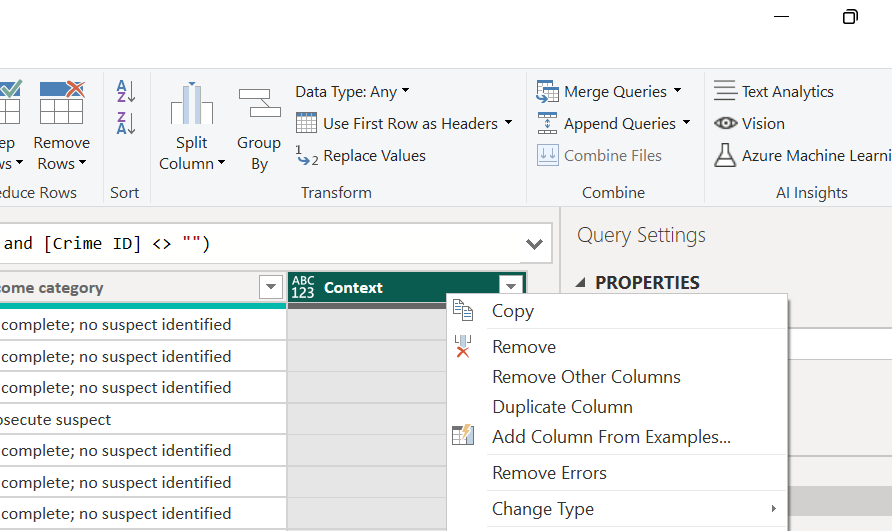 Data Type: Any
Merge Queries
Text Analytics
Use First Row as Headers
Append Queries
Vision
ep
Remove
Split
Group
ws
Rows
Column
By
1
2 Replace Values
Combine Files
Azure Machine Learni
educe Rows
Sort
Transform
Combine
AI Insights
A
Z
Z
A
and [Crime ID] <> "")
Query Settings
PROPERTIES
ome category
ABC
123
Context
complete; no suspect identified
complete; no suspect identified
complete; no suspect identified
osecute suspect
complete; no suspect identified
complete; no suspect identified
complete; no suspect identified
Copy
Remove
Remove Other Columns
Duplicate Column
Add Column From Examples...
Remove Errors
Change Type